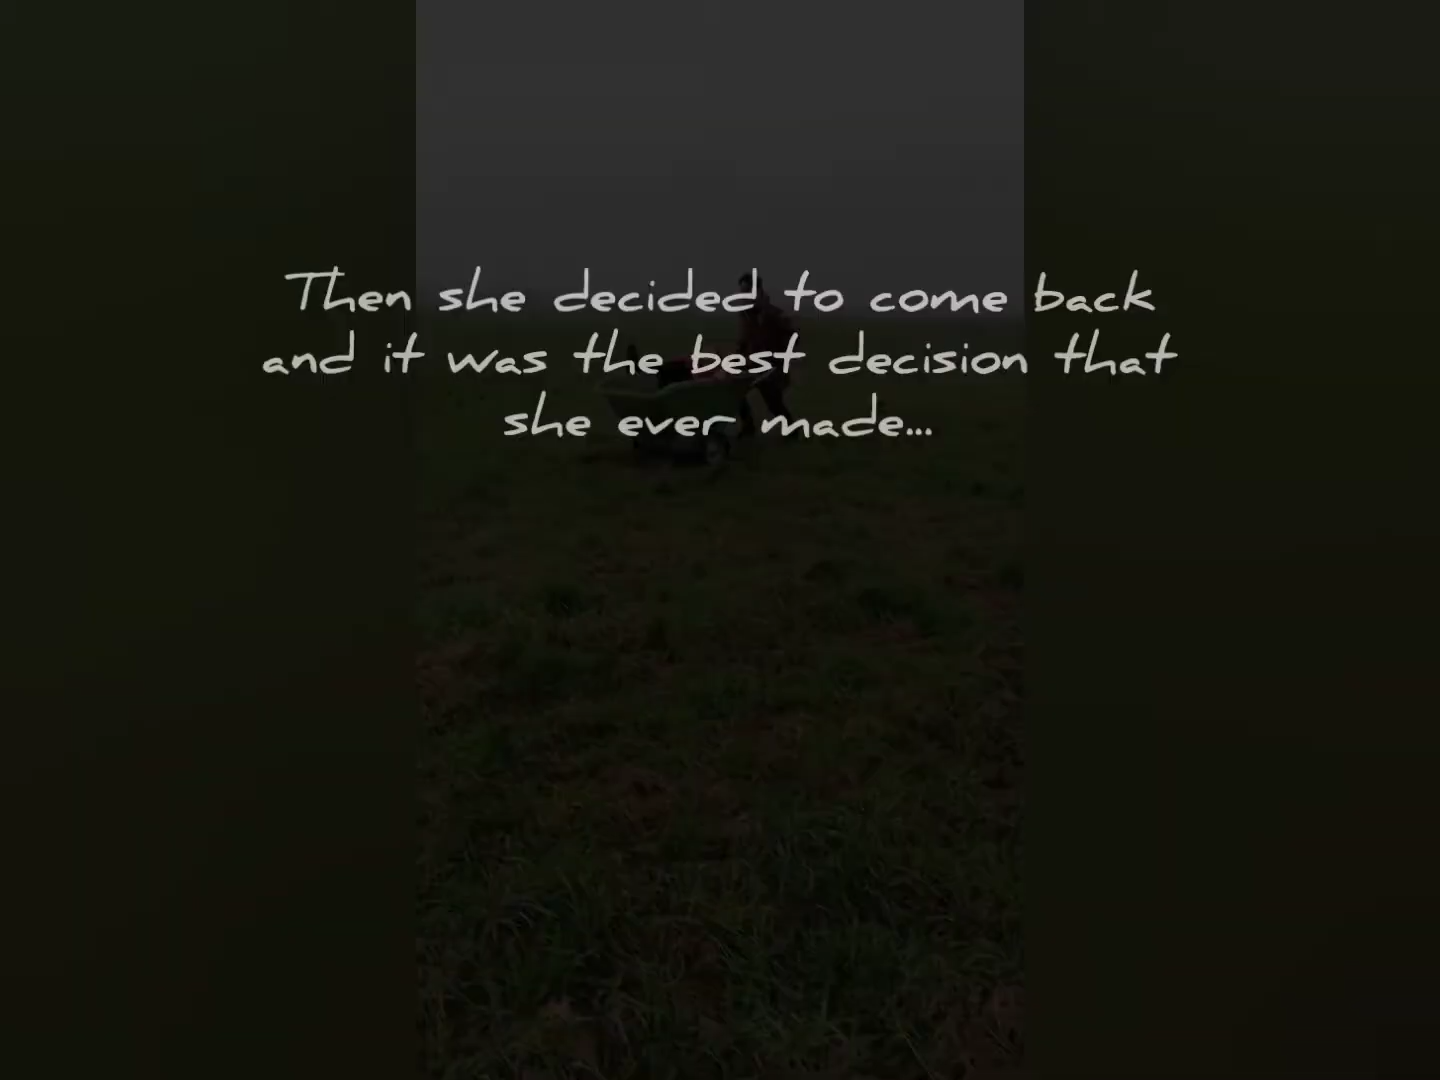 Then she decided to come back
and it was the best decision that
she ever made...